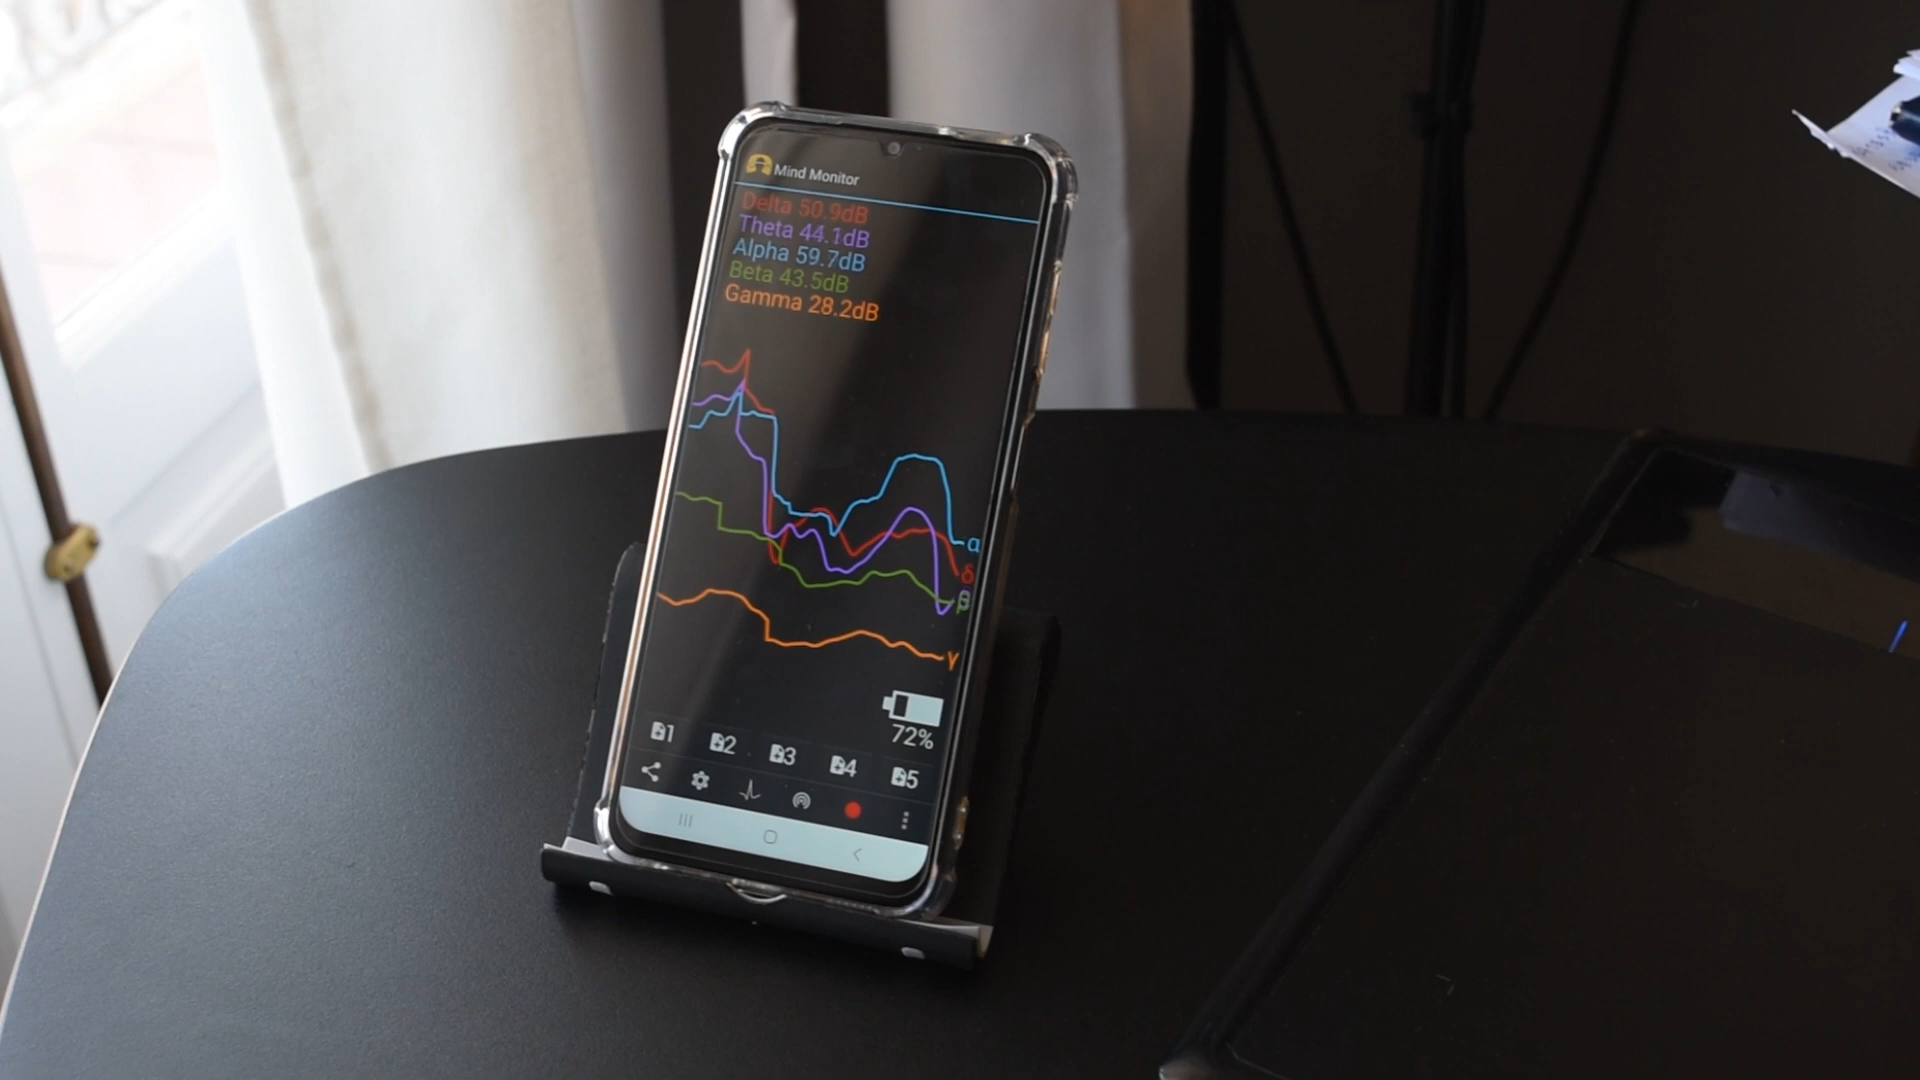 Mind Monitor
Delta 50.9dB
Theta 44.1dB
Alpha 59.7dB
Beta 43.5dB
Gamma 28.2dB
α
δ
θ
β
γ
72%
1 2 3 4 5